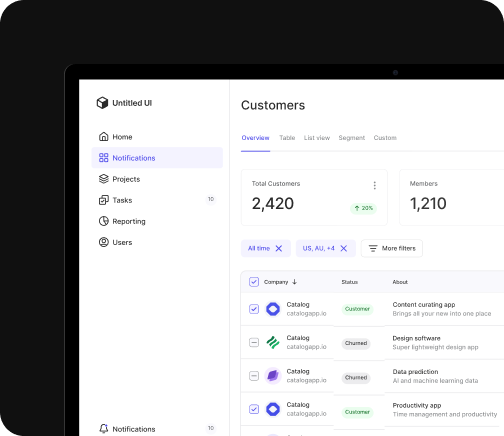 Untitled UI
Home
Notifications
Projects
Tasks 10
Reporting
Users
Notifications 10
Customers
Overview Table List view Segment Custom
Total Customers
2,420
20%
Members
1,210
All time
US, AU, +4
More filters
Company Status About
Catalog Customer Content curating app
catalogapp.io Brings all your new into one place
Catalog Churned Design software
catalogapp.io Super lightweight design app
Catalog Churned Data prediction
catalogapp.io AI and machine learning data
Catalog Customer Productivity app
catalogapp.io Time management and productivity